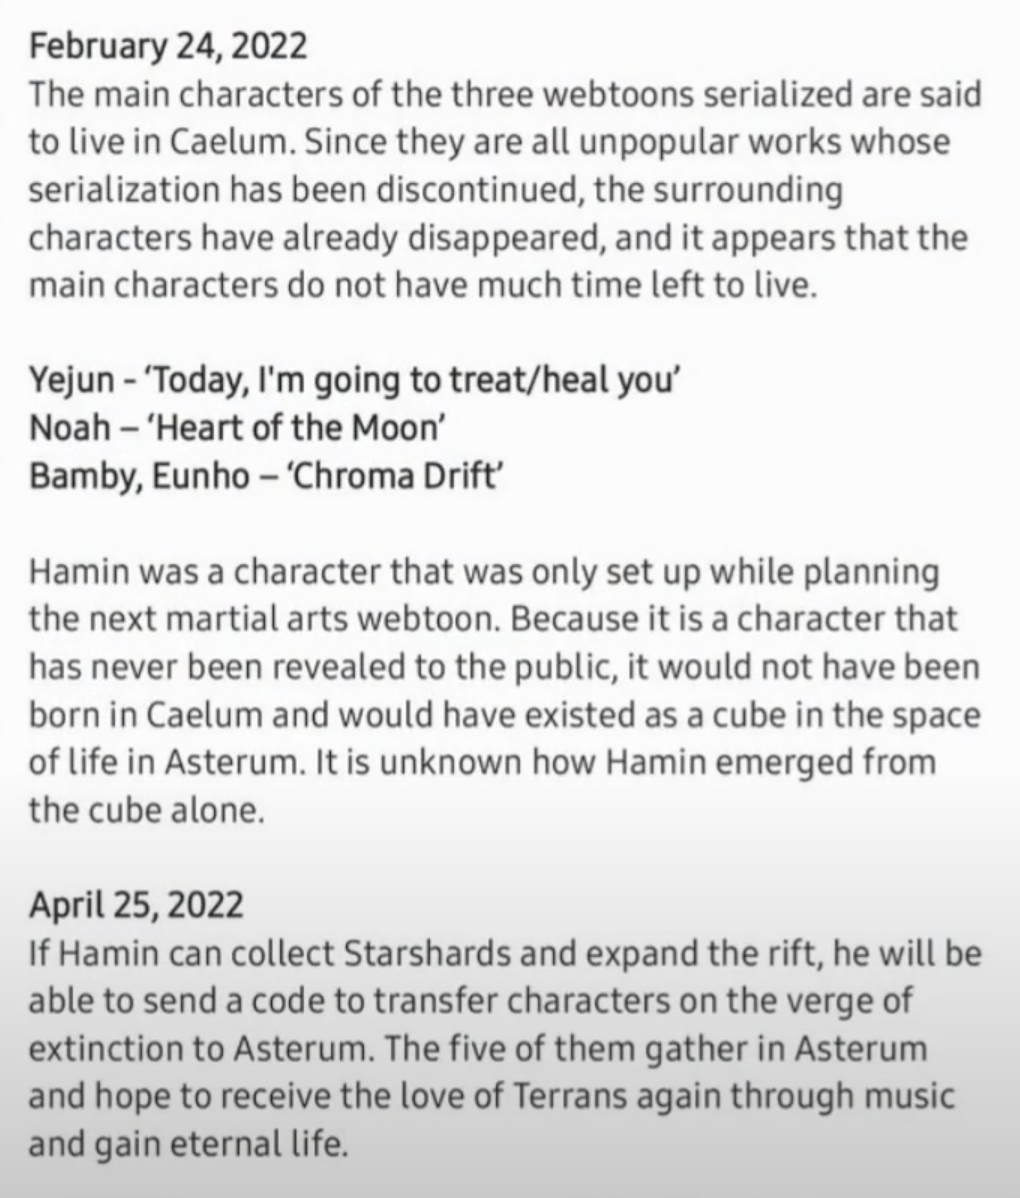 February 24, 2022
The main characters of the three webtoons serialized are said
to live in Caelum. Since they are all unpopular works whose
serialization has been discontinued, the surrounding
characters have already disappeared, and it appears that the
main characters do not have much time left to live.
Yejun - ‘Today, I'm going to treat/heal you’
Noah – ‘Heart of the Moon’
Bamby, Eunho – ‘Chroma Drift’
Hamin was a character that was only set up while planning
the next martial arts webtoon. Because it is a character that
has never been revealed to the public, it would not have been
born in Caelum and would have existed as a cube in the space
of life in Asterum. It is unknown how Hamin emerged from
the cube alone.
April 25, 2022
If Hamin can collect Starshards and expand the rift, he will be
able to send a code to transfer characters on the verge of
extinction to Asterum. The five of them gather in Asterum
and hope to receive the love of Terrans again through music
and gain eternal life.